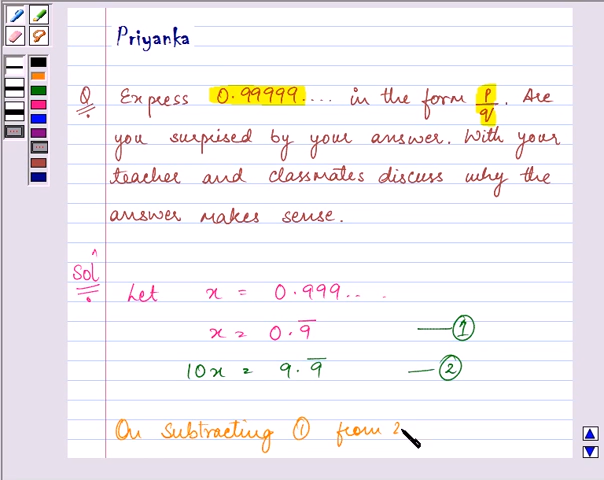 Priyanka
Q Express 0.99999.... in the form p/q. Are
you surprised by your answer. With your
teacher and classmates discuss why the
answer makes sense.
Solⁿ Let x = 0.999....
x = 0.9̅ —①
10x = 9.9̅ —②
On subtracting ① from 2